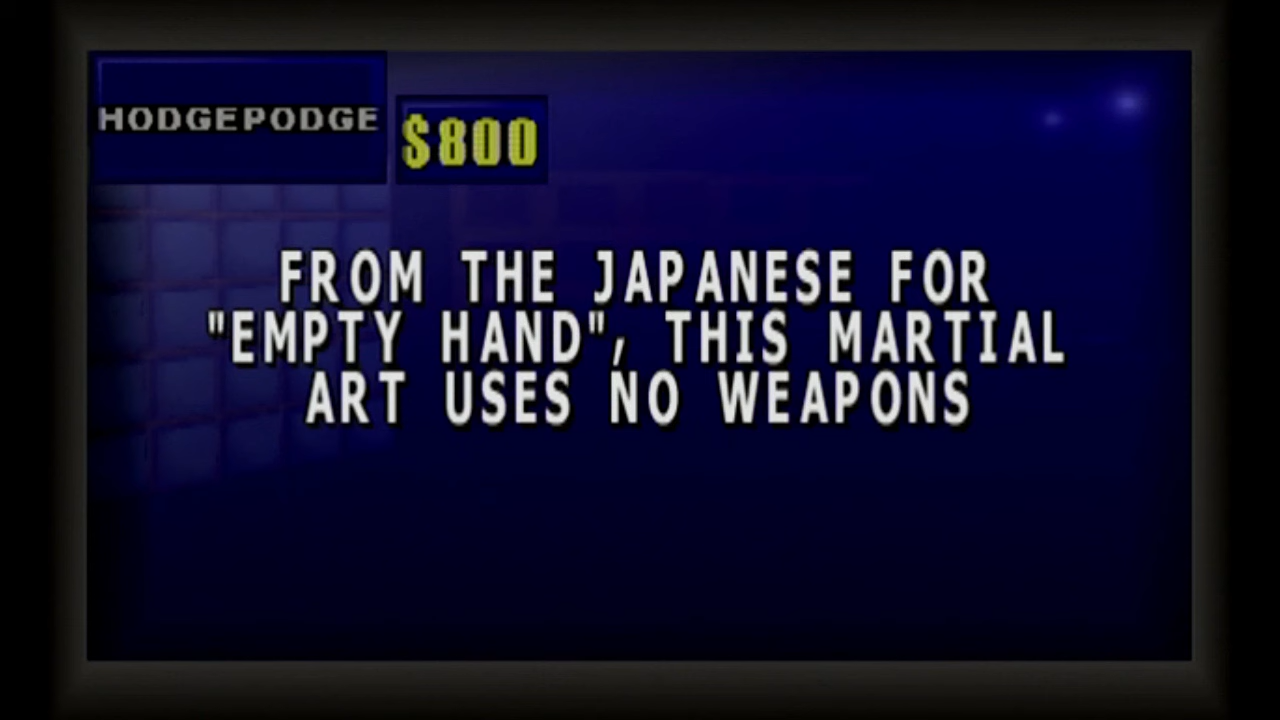 HODGEPODGE
$800
FROM THE JAPANESE FOR
"EMPTY HAND", THIS MARTIAL
ART USES NO WEAPONS